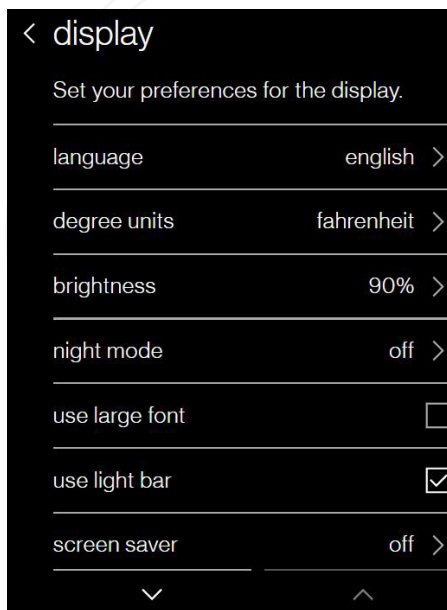 display
Set your preferences for the display.
language english
degree units fahrenheit
brightness 90%
night mode off
use large font
use light bar
screen saver off